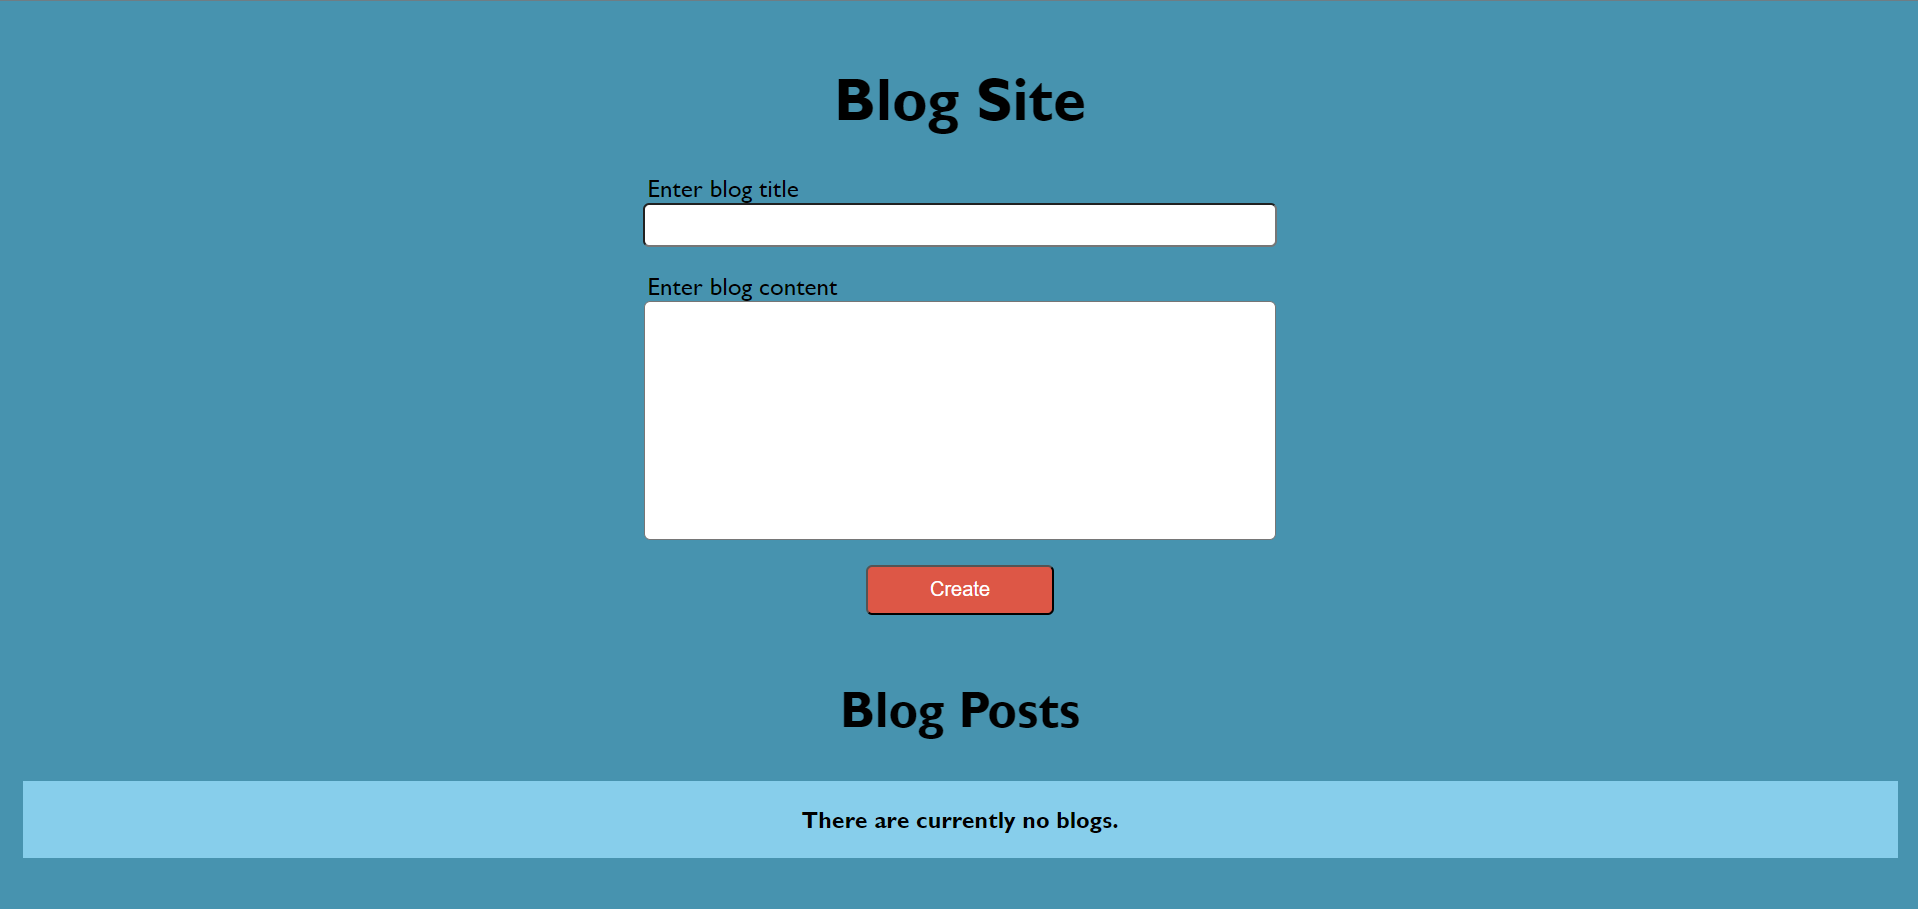 Blog Site
Enter blog title
Enter blog content
Create
Blog Posts
There are currently no blogs.